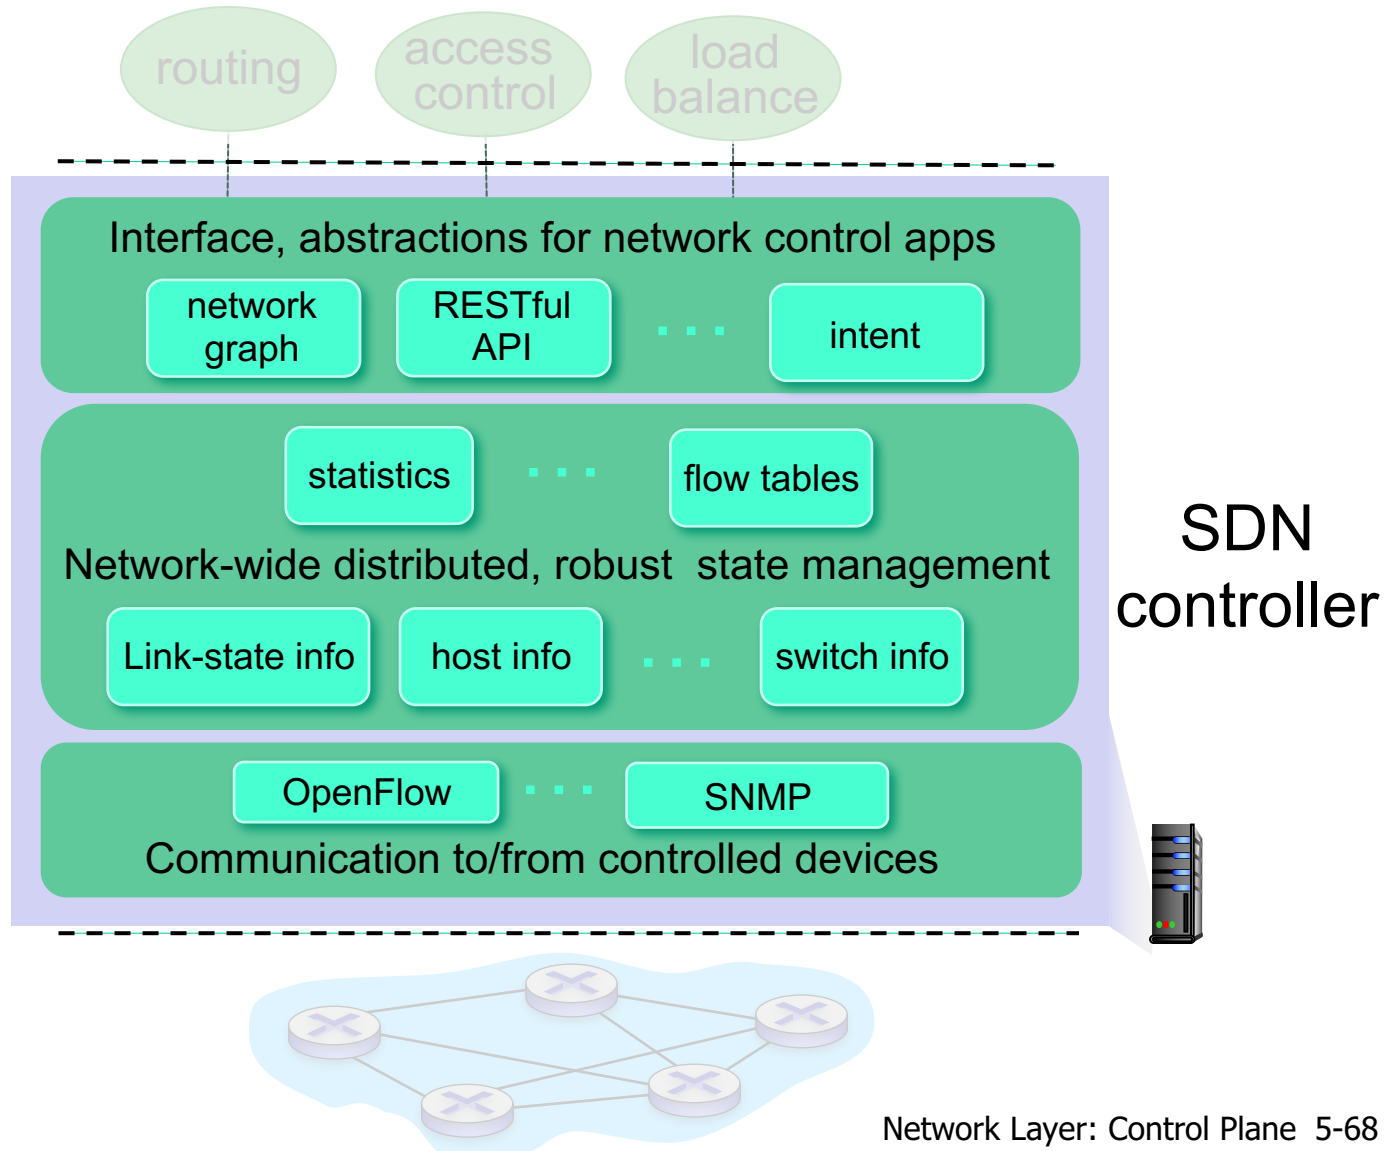 routing
access
control
load
balance
Interface, abstractions for network control apps
network
graph
RESTful
API
. . .
intent
statistics
. . .
flow tables
Network-wide distributed, robust  state management
Link-state info
host info
. . .
switch info
OpenFlow
. . .
SNMP
Communication to/from controlled devices
SDN
controller
Network Layer: Control Plane  5-68